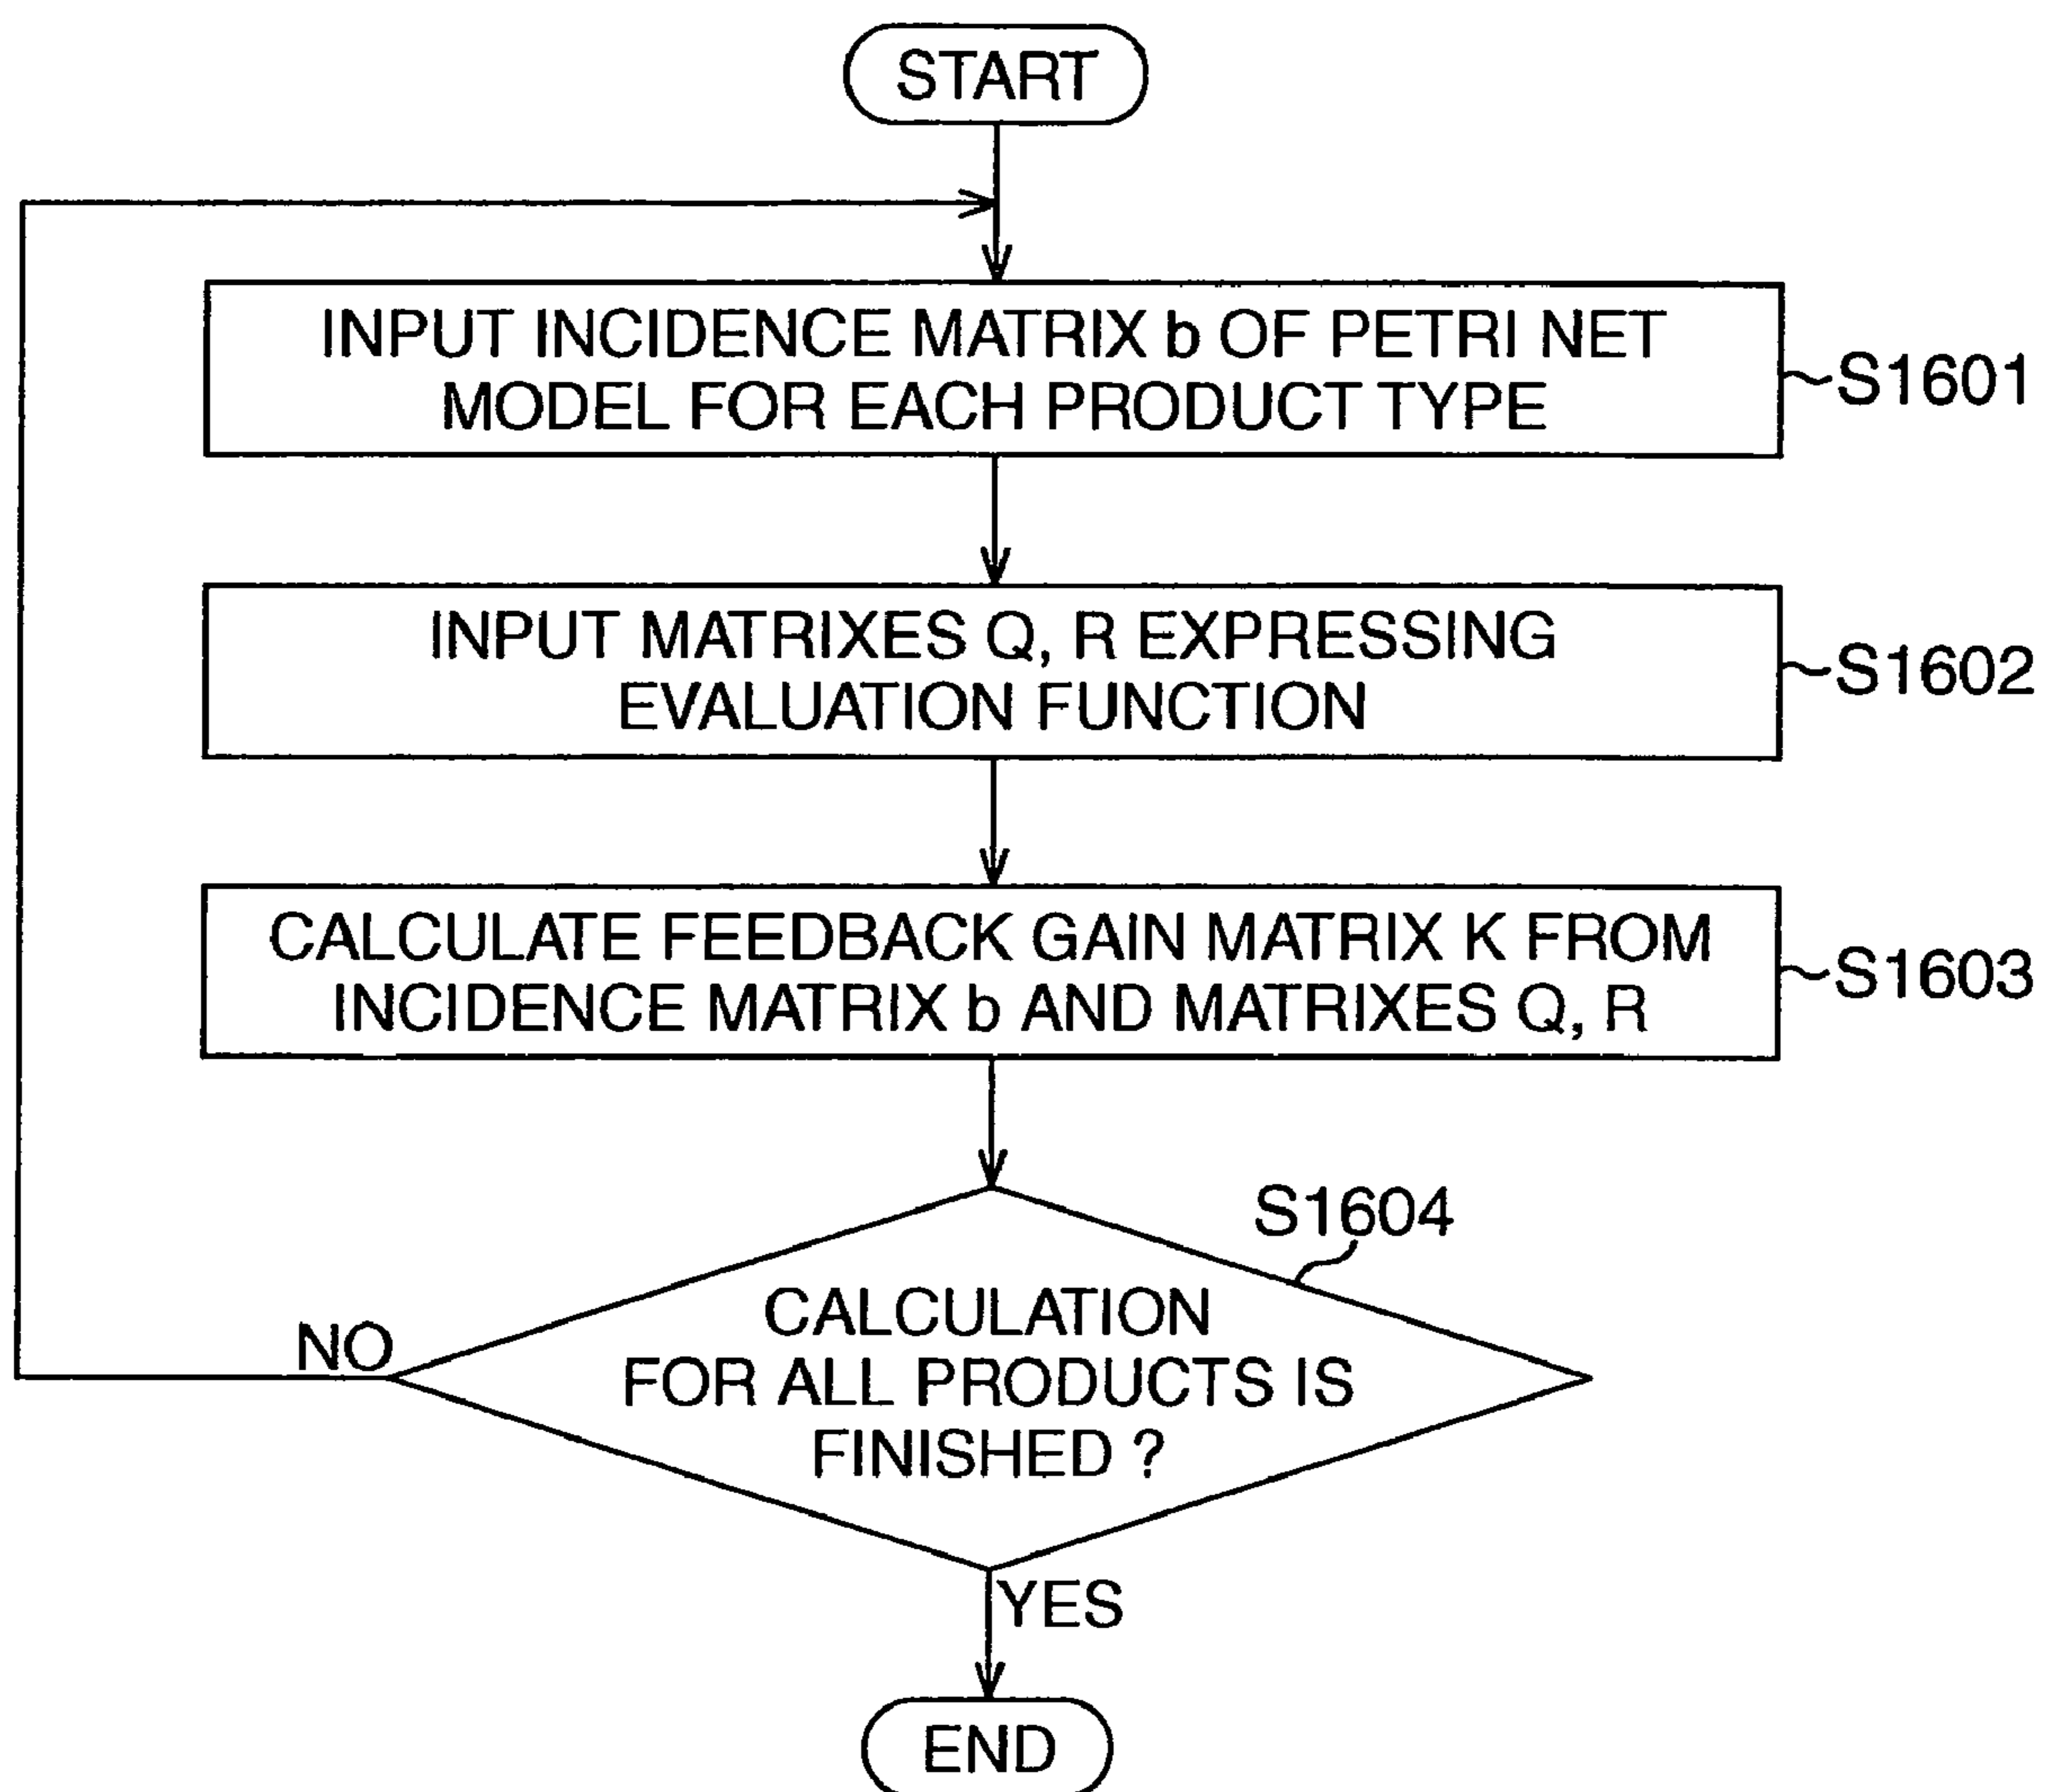 START
INPUT INCIDENCE MATRIX b OF PETRI NET
MODEL FOR EACH PRODUCT TYPE
S1601
INPUT MATRIXES Q, R EXPRESSING
EVALUATION FUNCTION
S1602
CALCULATE FEEDBACK GAIN MATRIX K FROM
INCIDENCE MATRIX b AND MATRIXES Q, R
S1603
S1604
CALCULATION
FOR ALL PRODUCTS IS
FINISHED ?
NO
YES
END